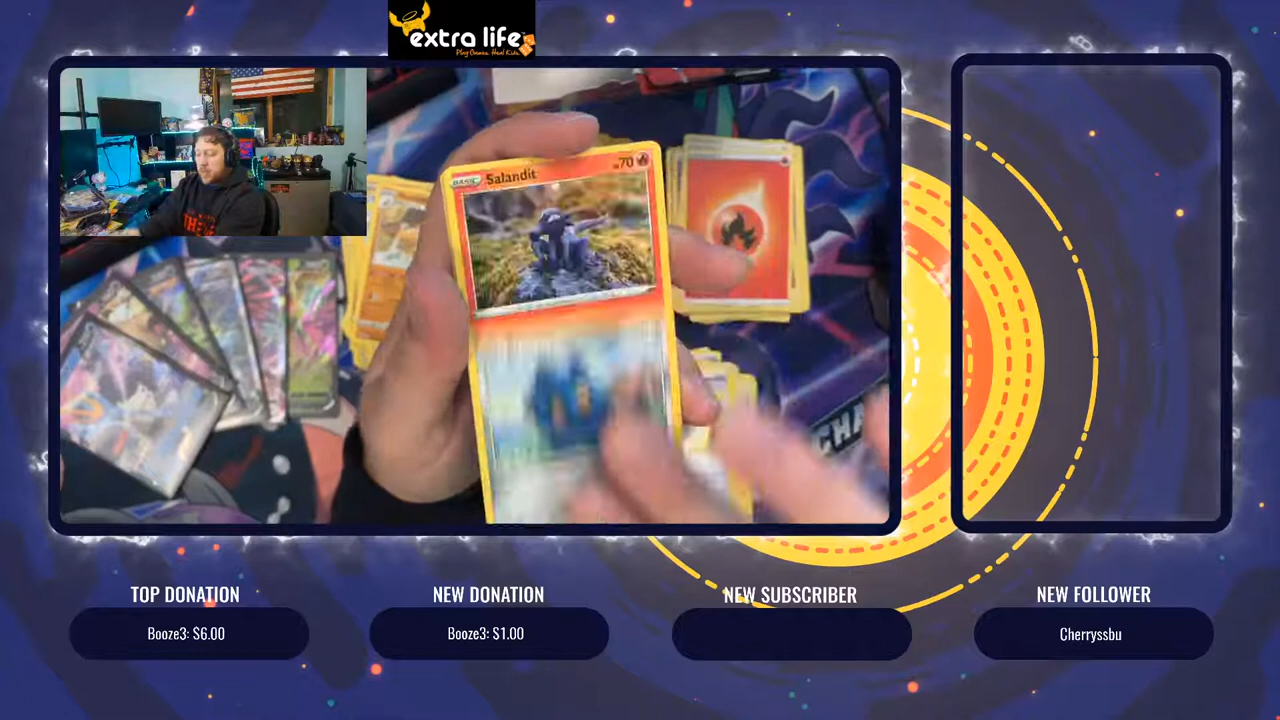 extra life
Play Games. Heal Kids.
BASIC Salandit 70
CHA
TOP DONATION
NEW DONATION
NEW SUBSCRIBER
NEW FOLLOWER
Booze3: $6.00
Booze3: $1.00
Cherryssbu